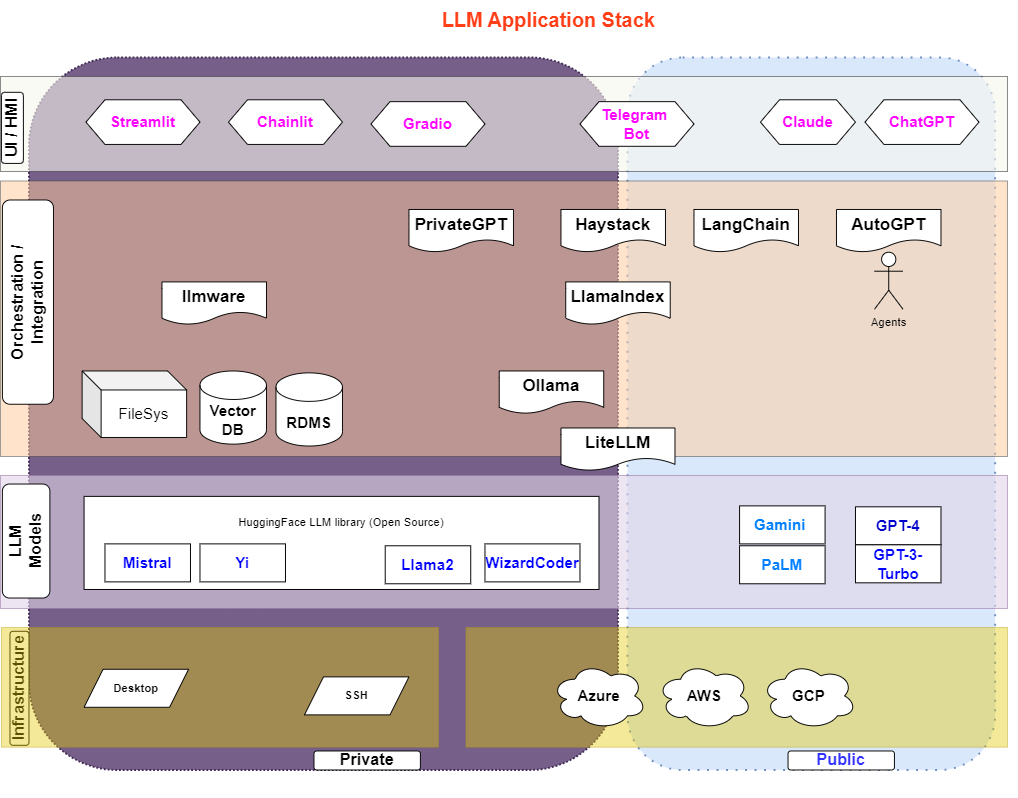 LLM Application Stack
UI / HMI
Streamlit
Chainlit
Gradio
Telegram
Bot
Claude
ChatGPT
Orchestration /
Integration
PrivateGPT
Haystack
LangChain
AutoGPT
Agents
llmware
LlamaIndex
FileSys
Vector
DB
RDMS
Ollama
LiteLLM
LLM
Models
HuggingFace LLM library (Open Source)
Mistral
Yi
Llama2
WizardCoder
Gamini
PaLM
GPT-4
GPT-3-
Turbo
Infrastructure
Desktop
SSH
Azure
AWS
GCP
Private
Public